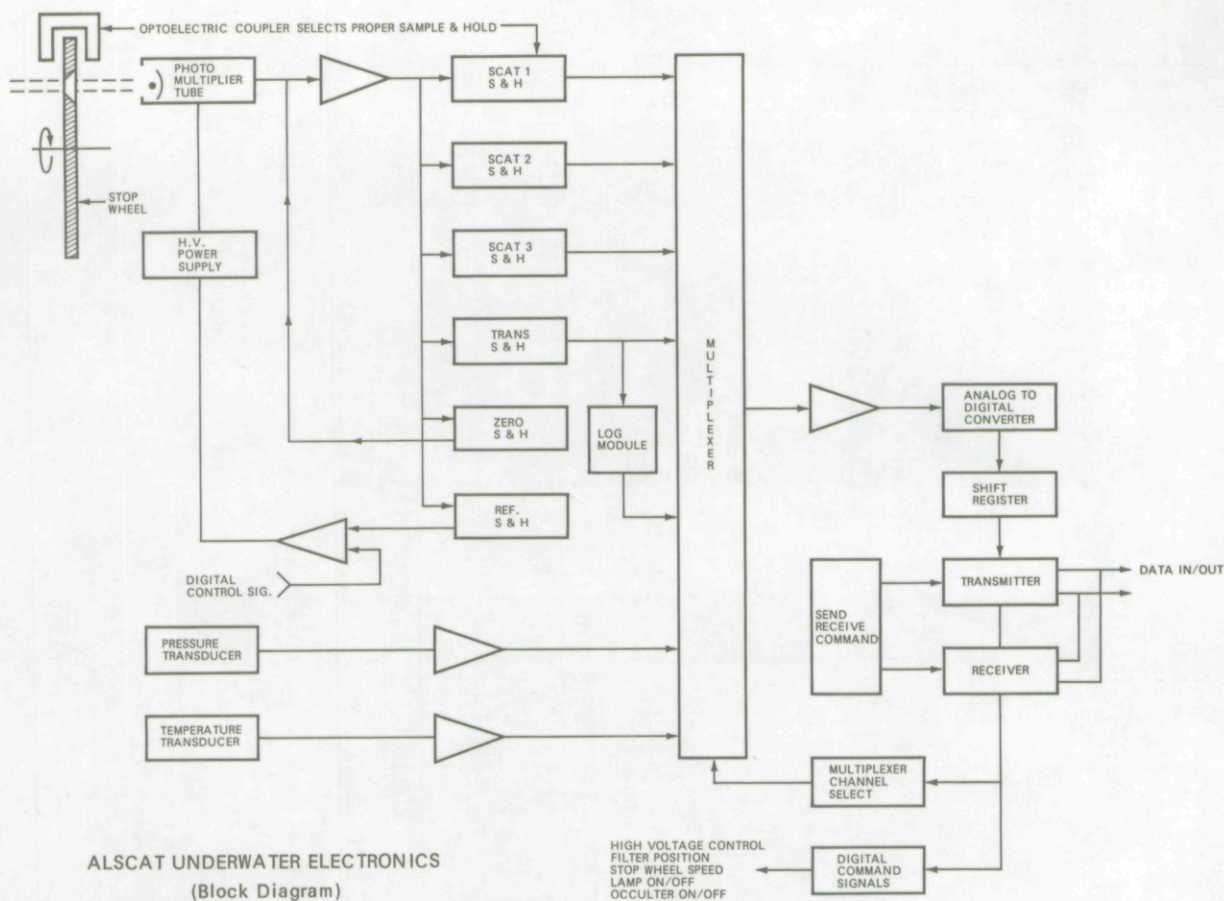 OPTOELECTRIC COUPLER SELECTS PROPER SAMPLE & HOLD
PHOTO
MULTIPLIER
TUBE
SCAT 1
S & H
SCAT 2
S & H
STOP
WHEEL
H.V.
POWER
SUPPLY
SCAT 3
S & H
TRANS
S & H
MULTIPLEXER
ZERO
S & H
LOG
MODULE
ANALOG TO
DIGITAL
CONVERTER
SHIFT
REGISTER
REF.
S & H
DIGITAL
CONTROL SIG.
SEND
RECEIVE
COMMAND
TRANSMITTER
DATA IN/OUT
PRESSURE
TRANSDUCER
RECEIVER
TEMPERATURE
TRANSDUCER
MULTIPLEXER
CHANNEL
SELECT
HIGH VOLTAGE CONTROL
FILTER POSITION
STOP WHEEL SPEED
LAMP ON/OFF
OCCULTER ON/OFF
DIGITAL
COMMAND
SIGNALS
ALSCAT UNDERWATER ELECTRONICS
(Block Diagram)